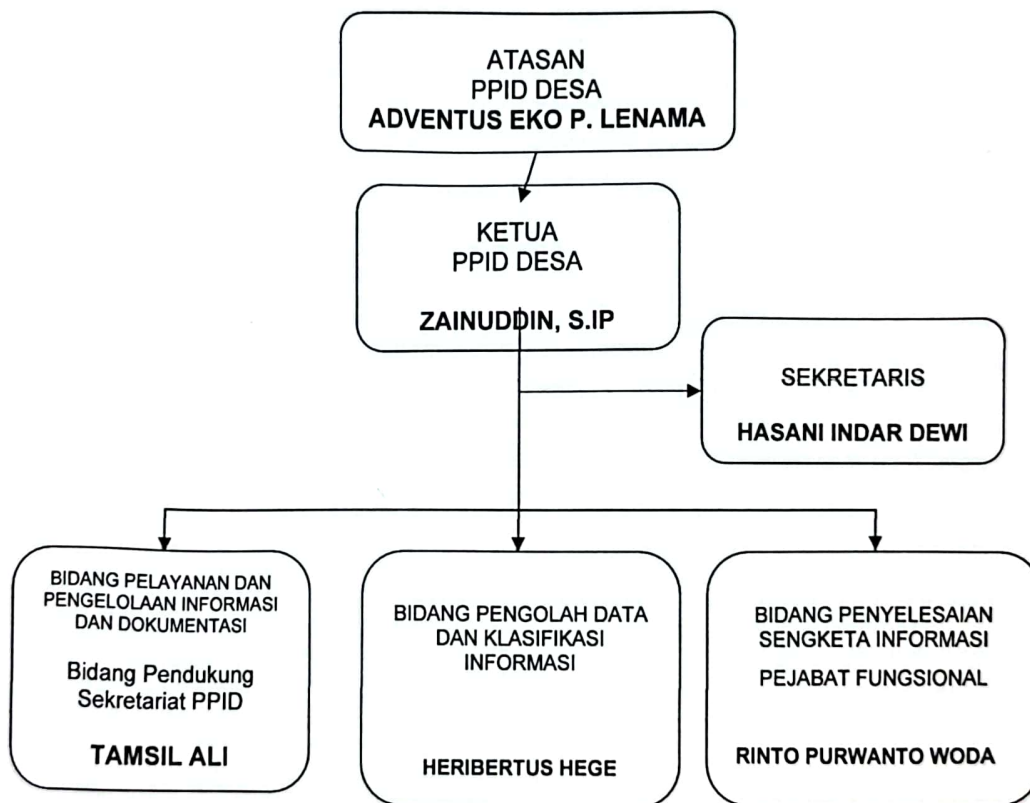 ATASAN
PPID DESA
ADVENTUS EKO P. LENAMA
KETUA
PPID DESA
ZAINUDDIN, S.IP
SEKRETARIS
HASANI INDAR DEWI
BIDANG PELAYANAN DAN
PENGELOLAAN INFORMASI
DAN DOKUMENTASI
Bidang Pendukung
Sekretariat PPID
TAMSIL ALI
BIDANG PENGOLAH DATA
DAN KLASIFIKASI
INFORMASI
HERIBERTUS HEGE
BIDANG PENYELESAIAN
SENGKETA INFORMASI
PEJABAT FUNGSIONAL
RINTO PURWANTO WODA